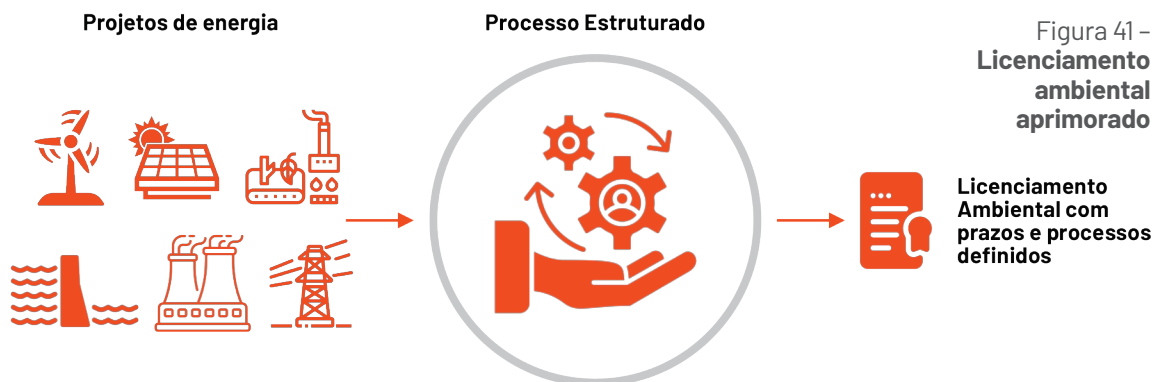 Projetos de energia
Processo Estruturado
Figura 41 –
Licenciamento
ambiental
aprimorado
Licenciamento
Ambiental com
prazos e processos
definidos